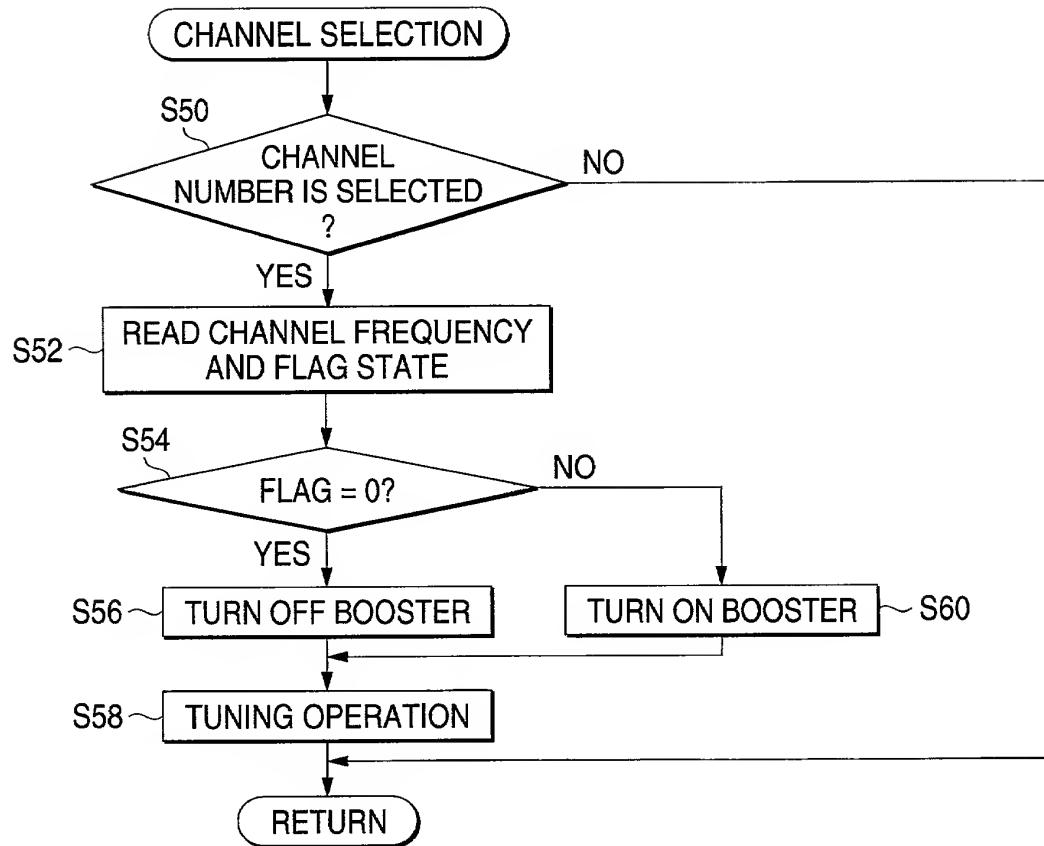 CHANNEL SELECTION
S50
CHANNEL
NUMBER IS SELECTED
?
NO
YES
S52
READ CHANNEL FREQUENCY
AND FLAG STATE
S54
FLAG = 0?
NO
YES
S56
TURN OFF BOOSTER
TURN ON BOOSTER
S60
S58
TUNING OPERATION
RETURN